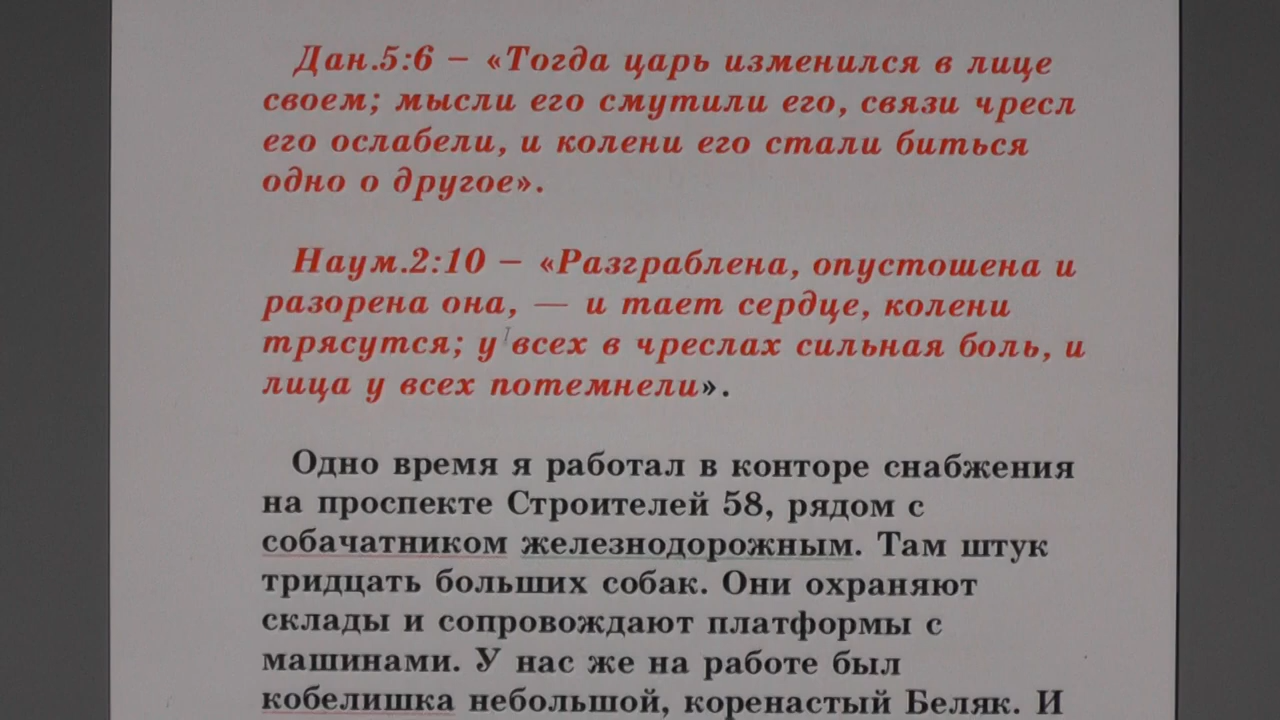 Дан.5:6 – «Тогда царь изменился в лице
своем; мысли его смутили его, связи чресл
его ослабели, и колени его стали биться
одно о другое».
Наум.2:10 – «Разграблена, опустошена и
разорена она, — и тает сердце, колени
трясутся; у всех в чреслах сильная боль, и
лица у всех потемнели».
Одно время я работал в конторе снабжения
на проспекте Строителей 58, рядом с
собачатником железнодорожным. Там штук
тридцать больших собак. Они охраняют
склады и сопровождают платформы с
машинами. У нас же на работе был
кобелишка небольшой, коренастый Беляк. И